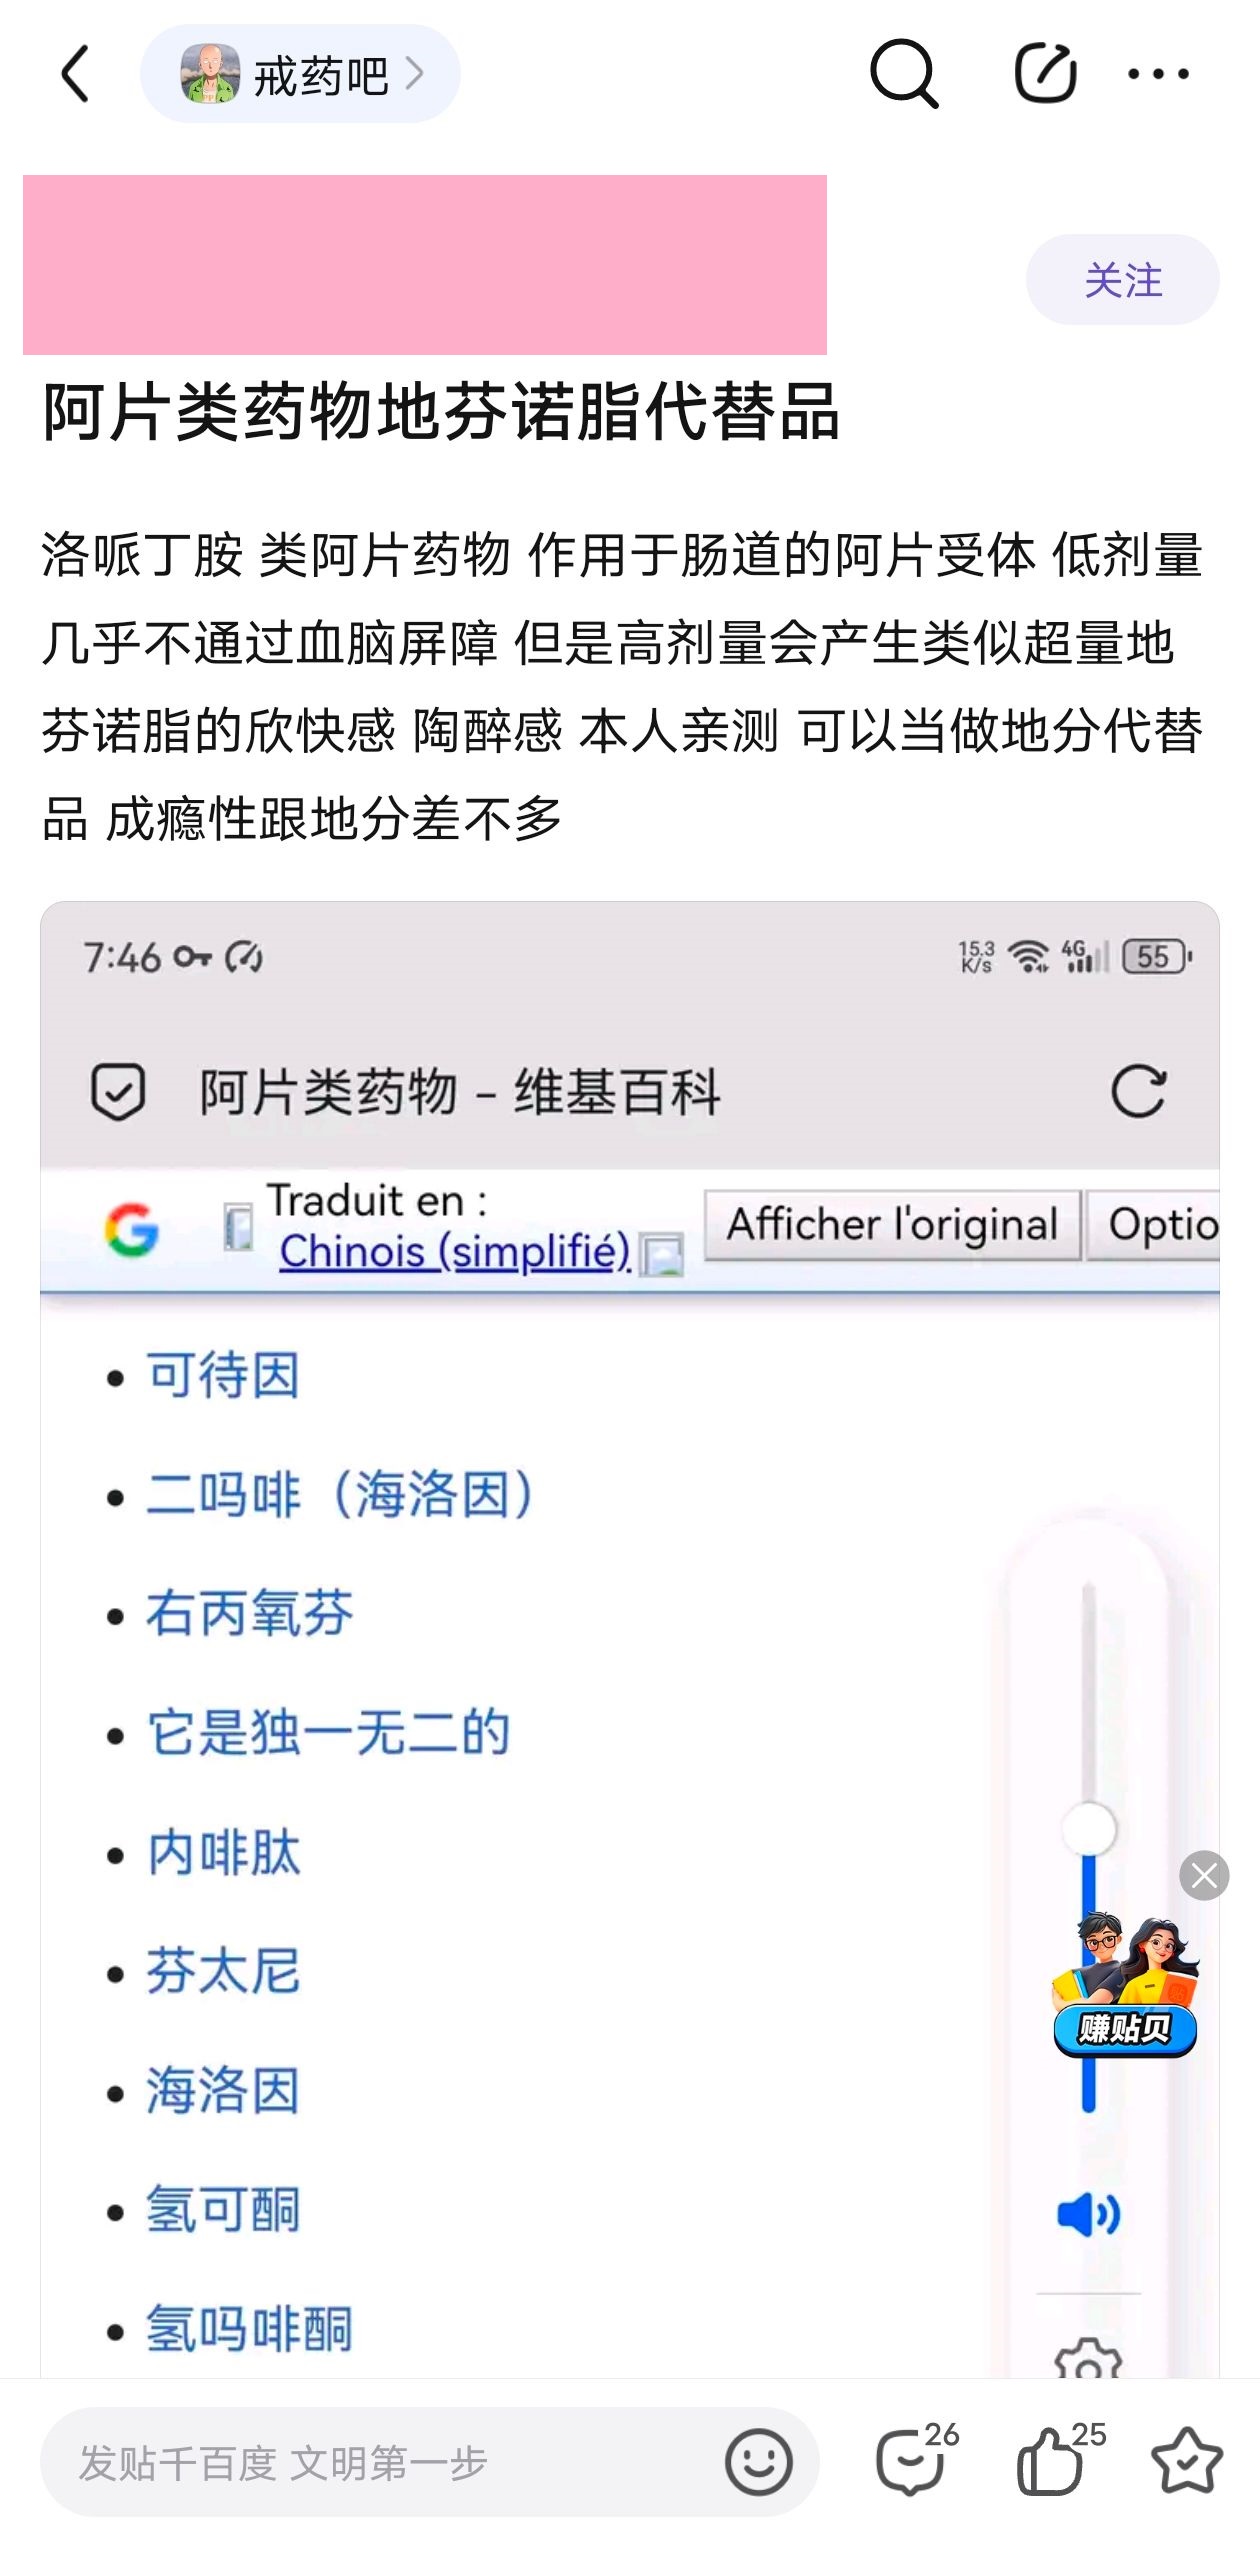 戒药吧
关注
阿片类药物地芬诺脂代替品
洛哌丁胺 类阿片药物 作用于肠道的阿片受体 低剂量
几乎不通过血脑屏障 但是高剂量会产生类似超量地
芬诺脂的欣快感 陶醉感 本人亲测 可以当做地分代替
品 成瘾性跟地分差不多
7:46
15.3 K/s
4G
55
阿片类药物 - 维基百科
Traduit en :
Chinois (simplifié)
Afficher l'original
Optio
可待因
二吗啡（海洛因）
右丙氧芬
它是独一无二的
内啡肽
芬太尼
海洛因
氢可酮
氢吗啡酮
赚贴贝
发贴千百度 文明第一步
26
25